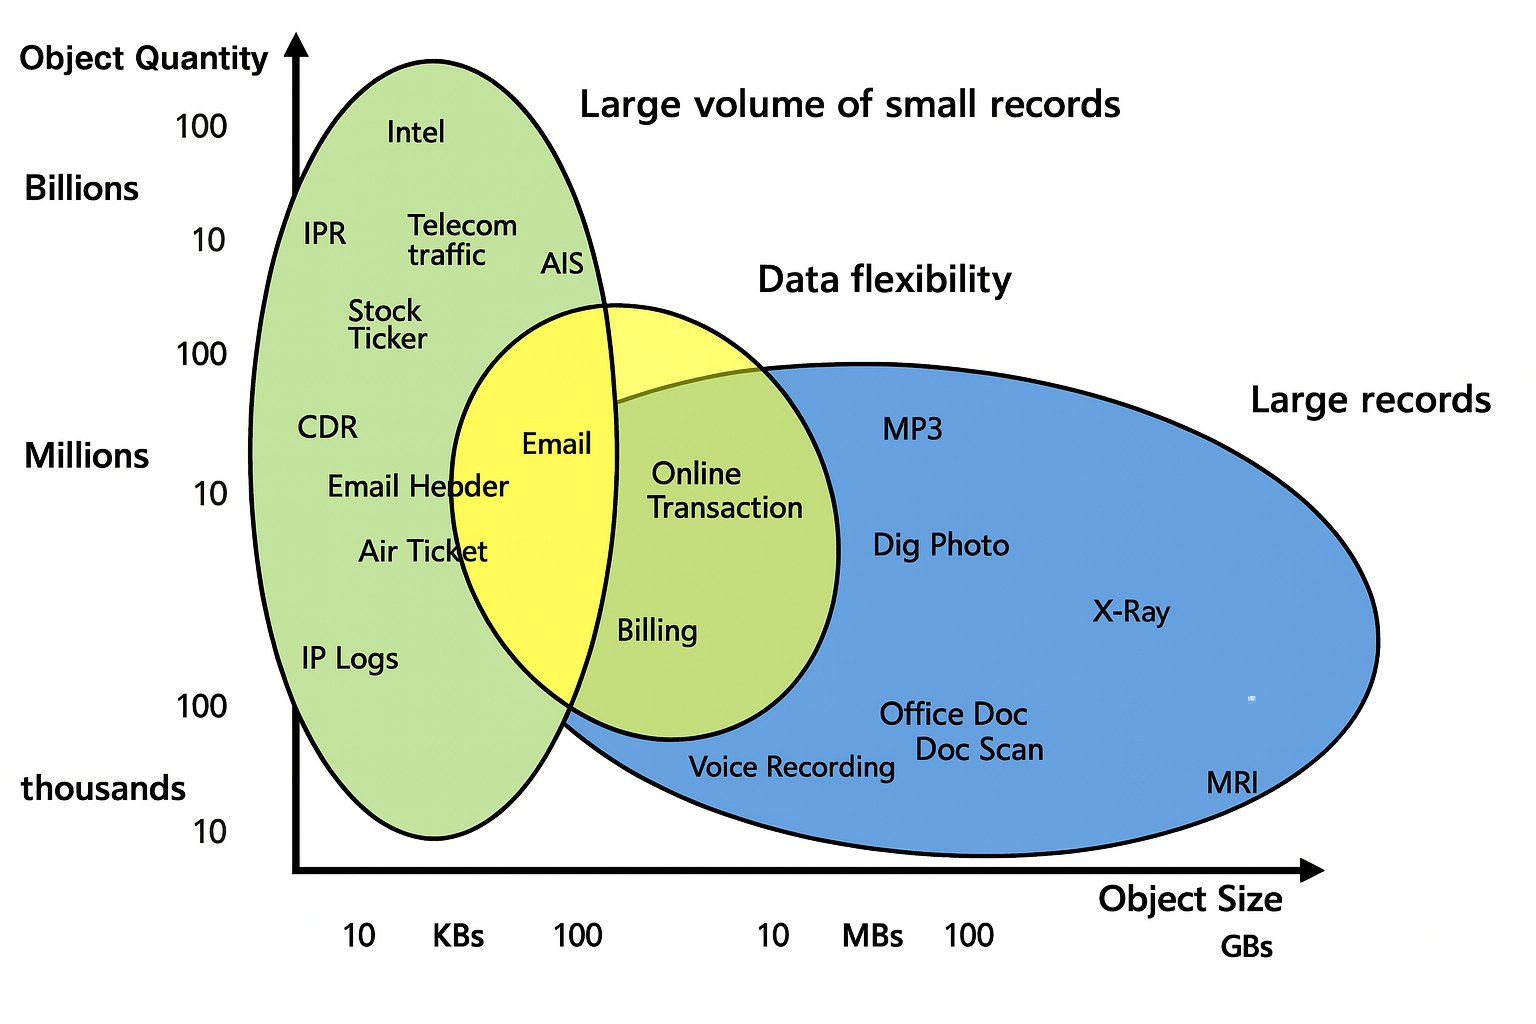 Object Quantity
Large volume of small records
100
Intel
Billions
IPR
Telecom
traffic
10
AIS
Data flexibility
Stock
Ticker
100
Large records
CDR
MP3
Email
Millions
Online
Transaction
Email Hebder
10
Air Ticket
Dig Photo
X-Ray
Billing
IP Logs
100
Office Doc
Doc Scan
Voice Recording
thousands
MRI
10
Object Size
10 KBs 100 10 MBs 100
GBs